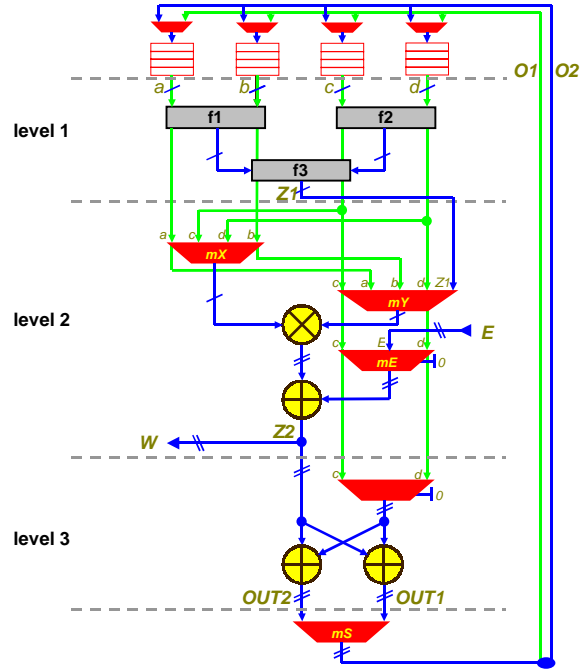 O1 O2
a b c d
level 1
f1 f2
f3
Z1
a c d b
mX
c a b d Z1
mY
level 2
E
c E d
mE 0
W Z2
c d
0
level 3
OUT2 OUT1
mS